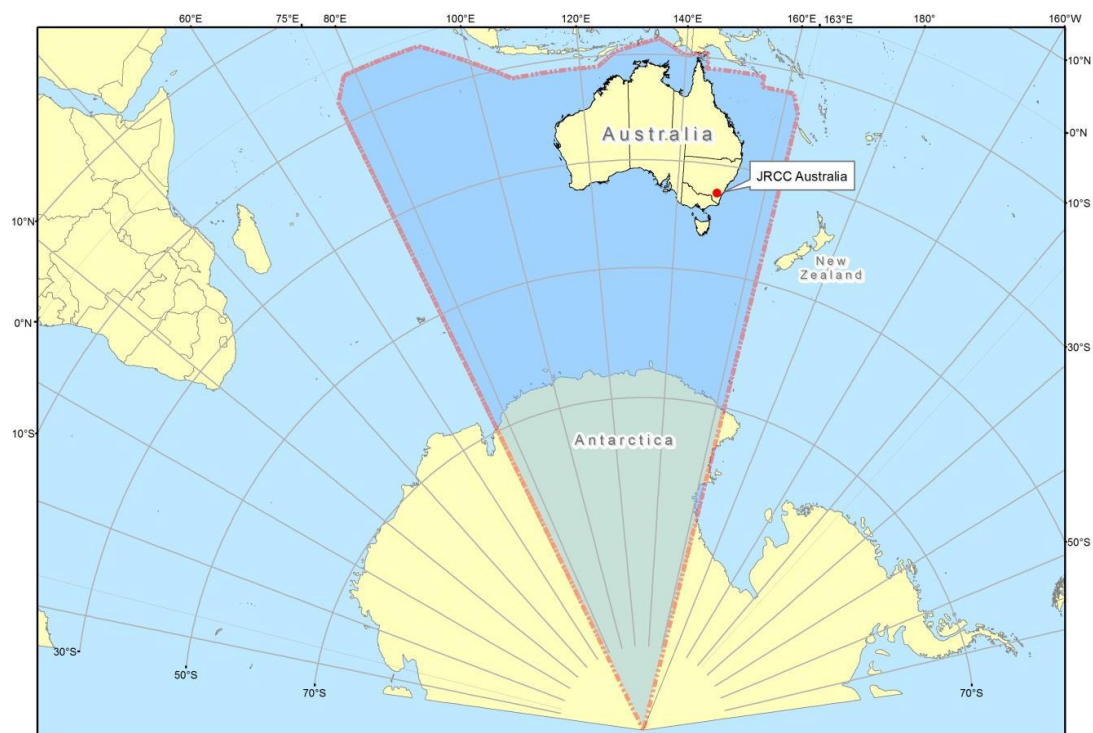 60°E
75°E
80°E
100°E
120°E
140°E
160°E
163°E
180°
160°W
10°N
0°N
10°S
30°S
50°S
70°S
10°N
0°N
10°S
30°S
50°S
70°S
Australia
JRCC Australia
New
Zealand
Antarctica